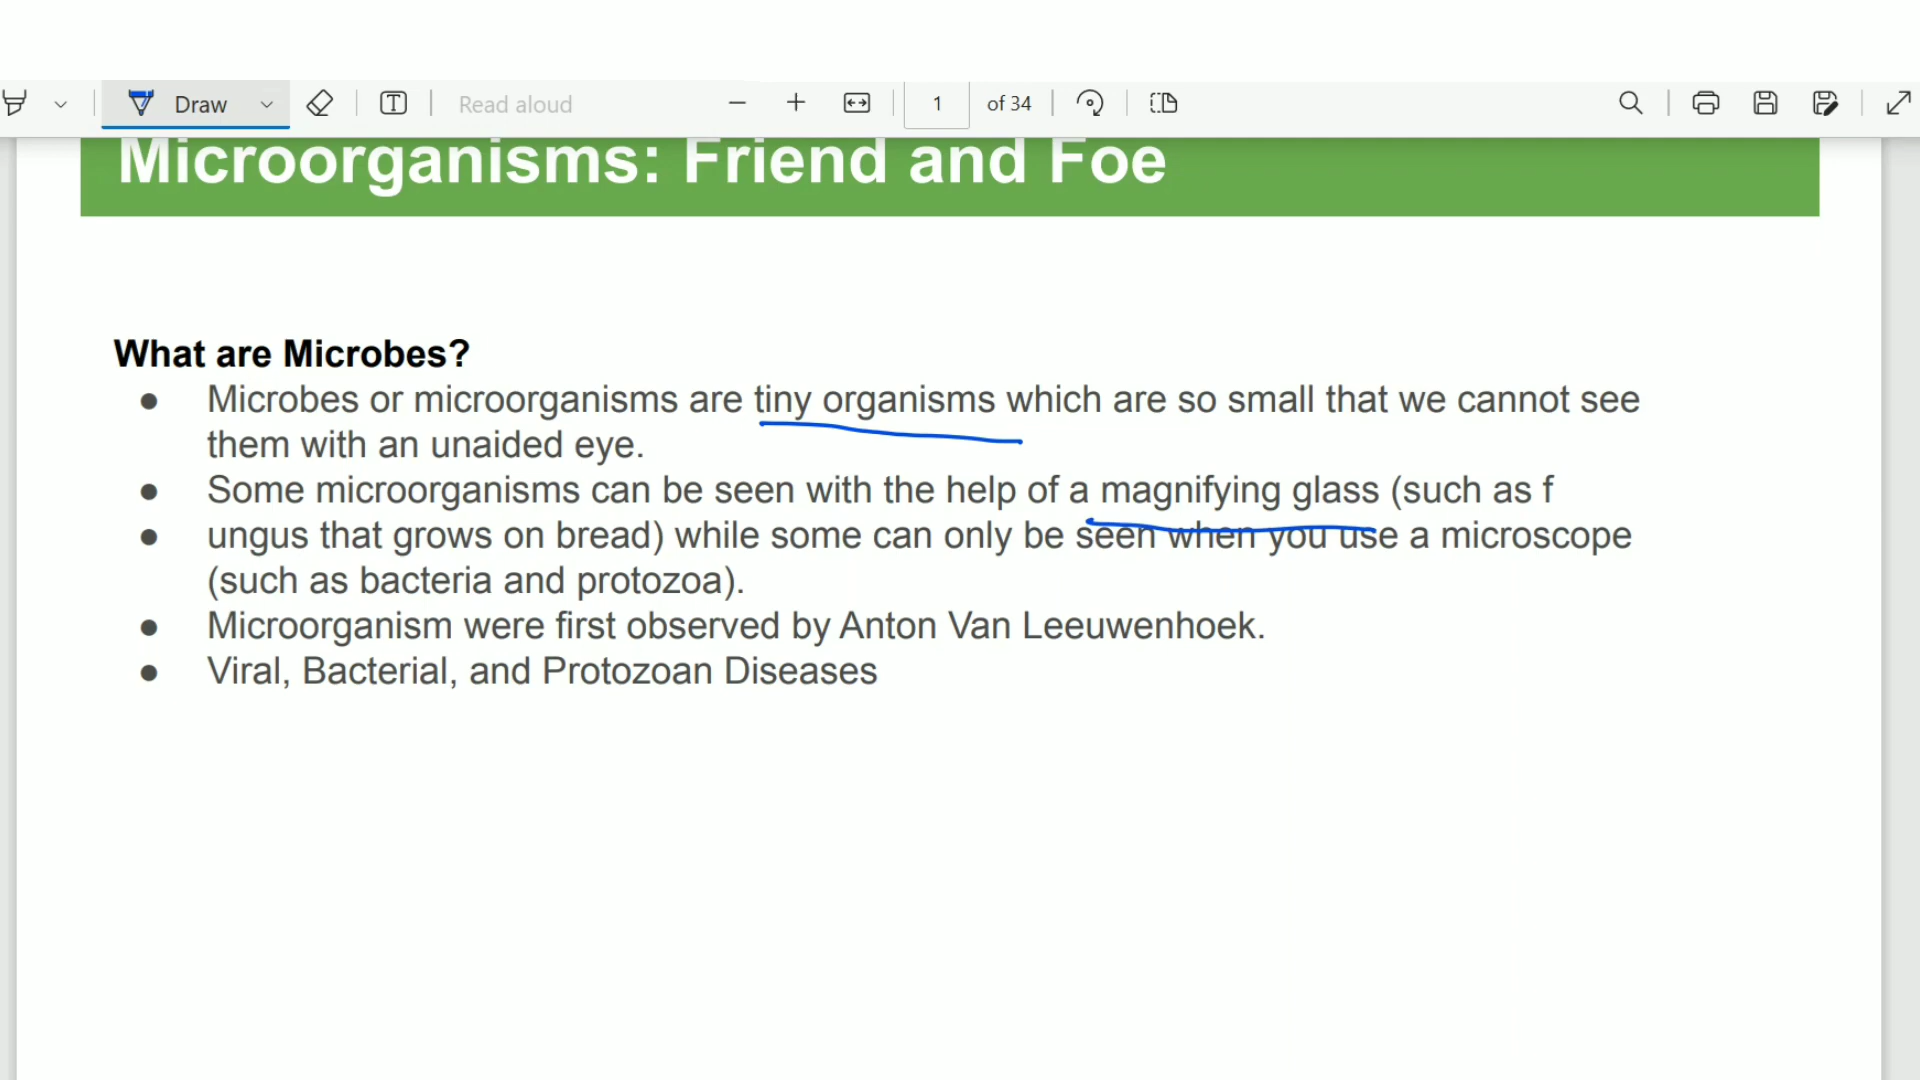 Draw
Read aloud
1 of 34
Microorganisms: Friend and Foe
What are Microbes?
● Microbes or microorganisms are tiny organisms which are so small that we cannot see
them with an unaided eye.
● Some microorganisms can be seen with the help of a magnifying glass (such as f
● ungus that grows on bread) while some can only be seen when you use a microscope
(such as bacteria and protozoa).
● Microorganism were first observed by Anton Van Leeuwenhoek.
● Viral, Bacterial, and Protozoan Diseases